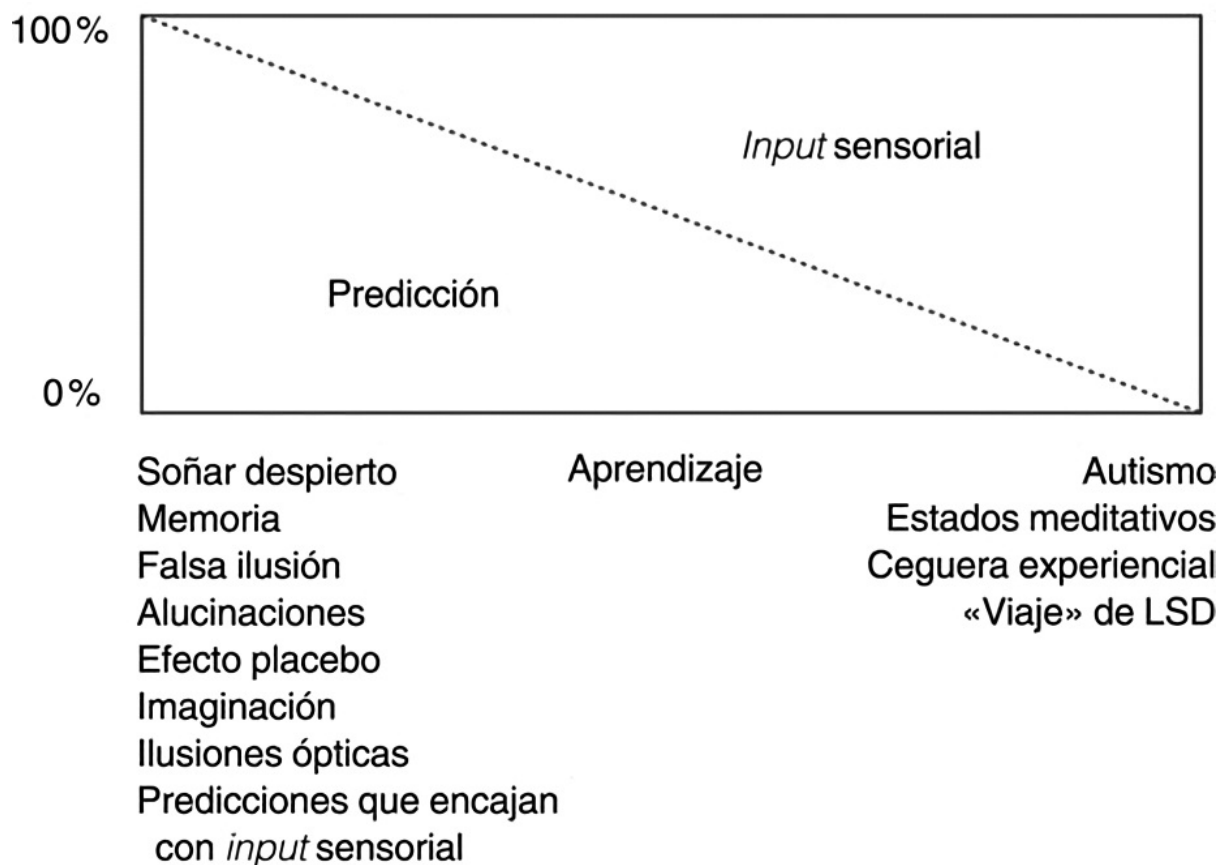 100 %
Input sensorial
Predicción
0 %
Soñar despierto
Memoria
Falsa ilusión
Alucinaciones
Efecto placebo
Imaginación
Ilusiones ópticas
Predicciones que encajan
con input sensorial
Aprendizaje
Autismo
Estados meditativos
Ceguera experiencial
«Viaje» de LSD